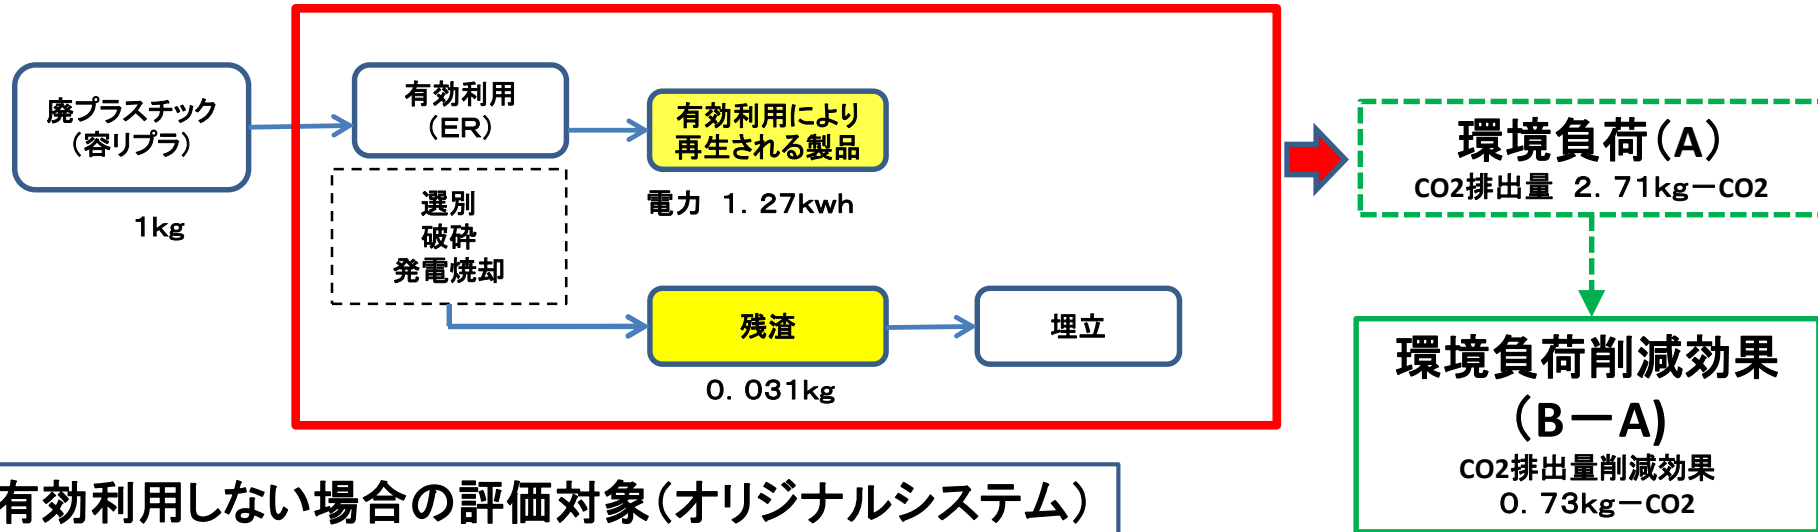 廃プラスチック
(容リプラ)
1kg
有効利用
(ER)
選別
破砕
発電焼却
有効利用により
再生される製品
電力 1.27kwh
残渣
0.031kg
埋立
環境負荷(A)
CO2排出量 2.71kg-CO2
環境負荷削減効果
(B-A)
CO2排出量削減効果
0.73kg-CO2
有効利用しない場合の評価対象(オリジナルシステム)